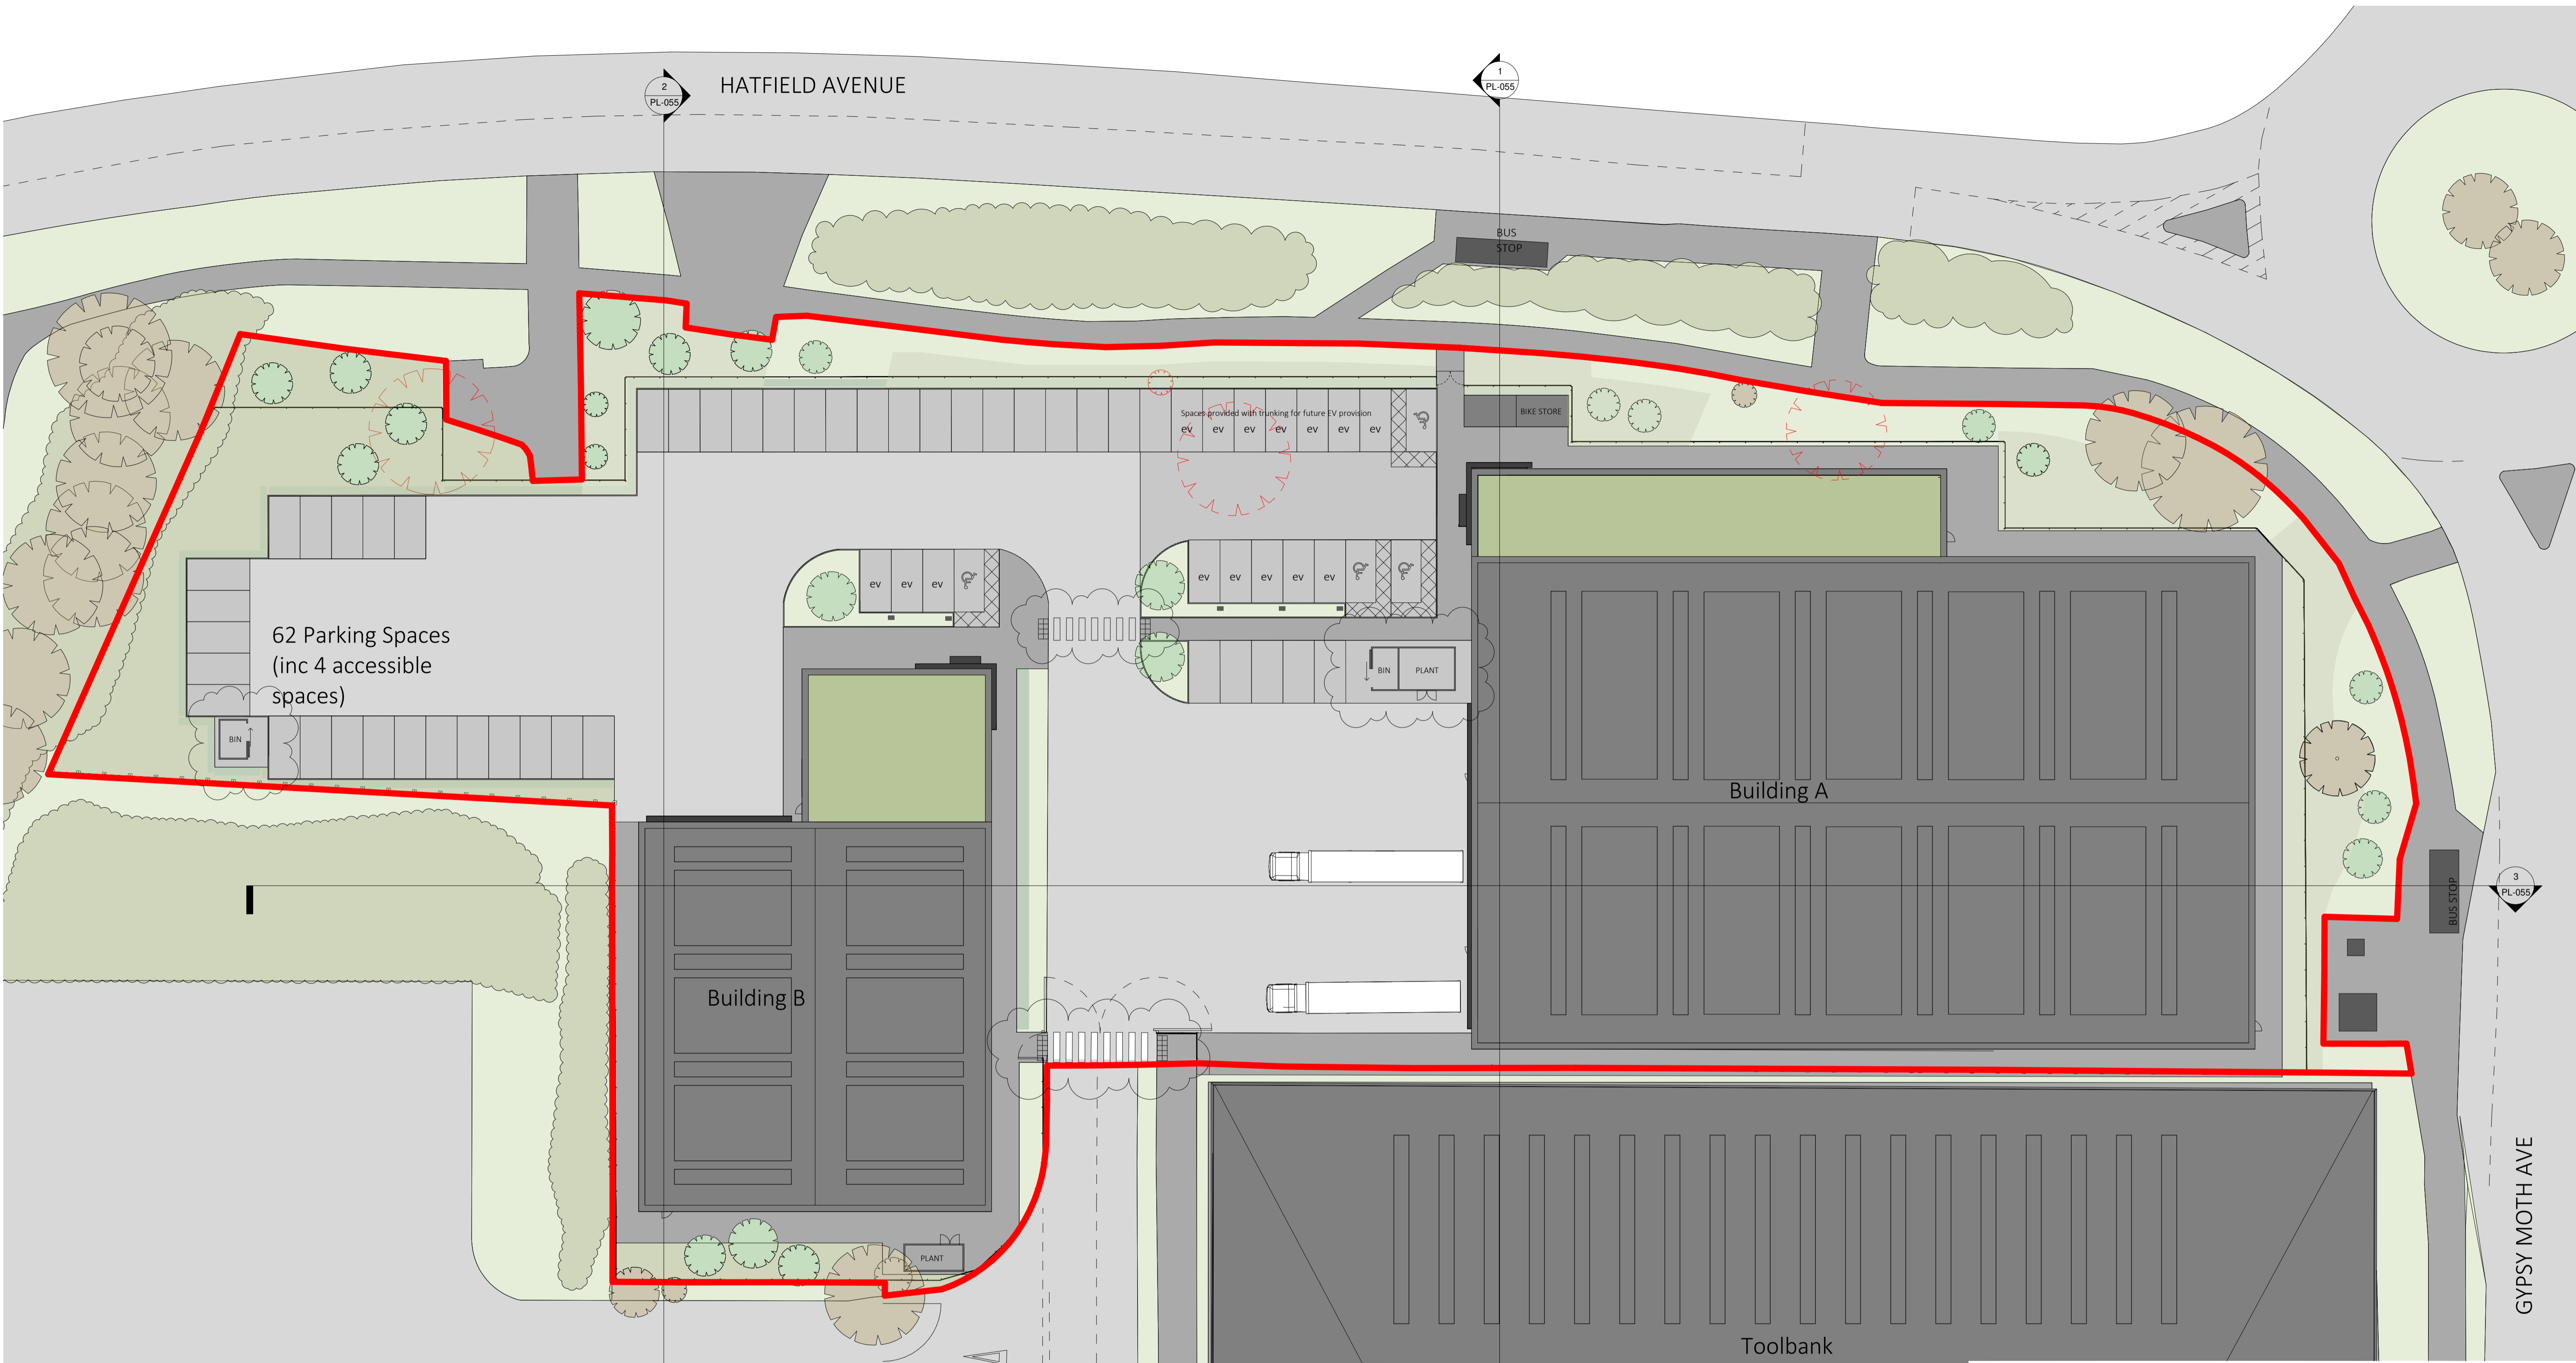 HATFIELD AVENUE
2
PL-055
1
PL-055
BUS
STOP
Spaces provided with trunking for future EV provision
ev ev ev ev ev ev ev
BIKE STORE
ev ev ev
ev ev ev ev ev
62 Parking Spaces
(inc 4 accessible
spaces)
BIN
BIN
PLANT
Building A
Building B
3
PL-055
BUS STOP
PLANT
GYPSY MOTH AVE
Toolbank